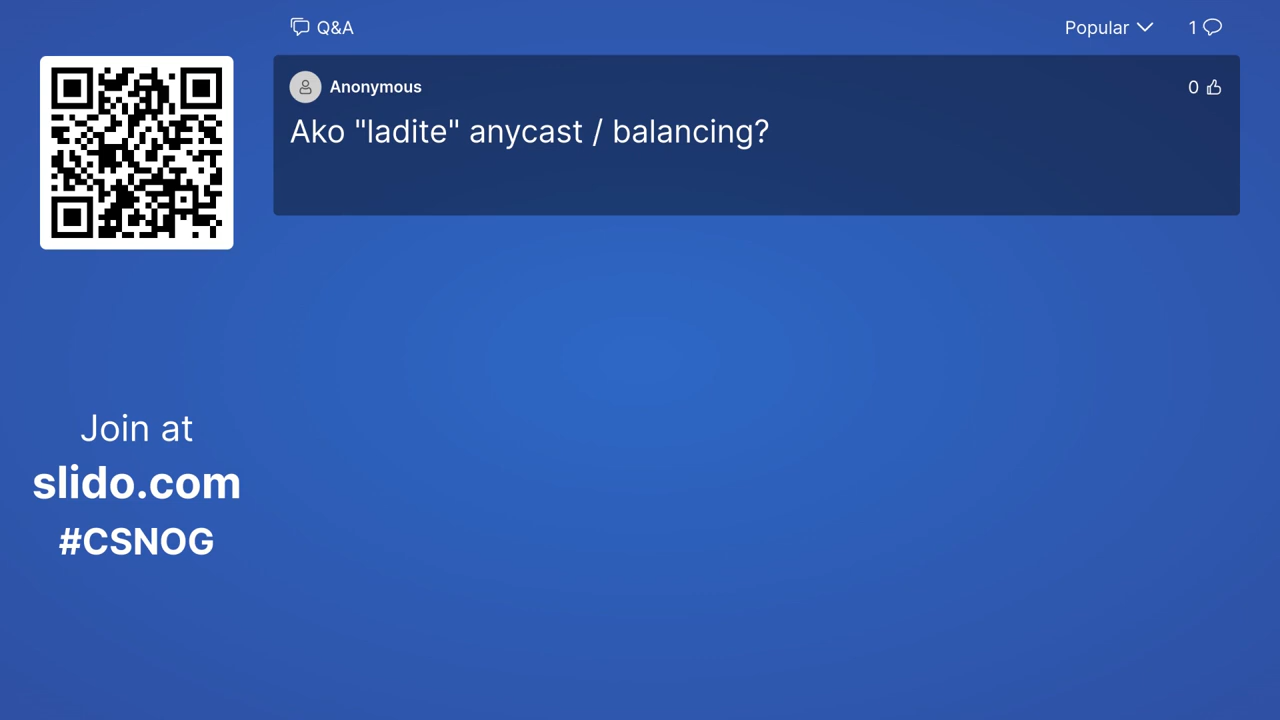 Q&A
Popular
1
Anonymous
0
Ako "ladite" anycast / balancing?
Join at
slido.com
#CSNOG